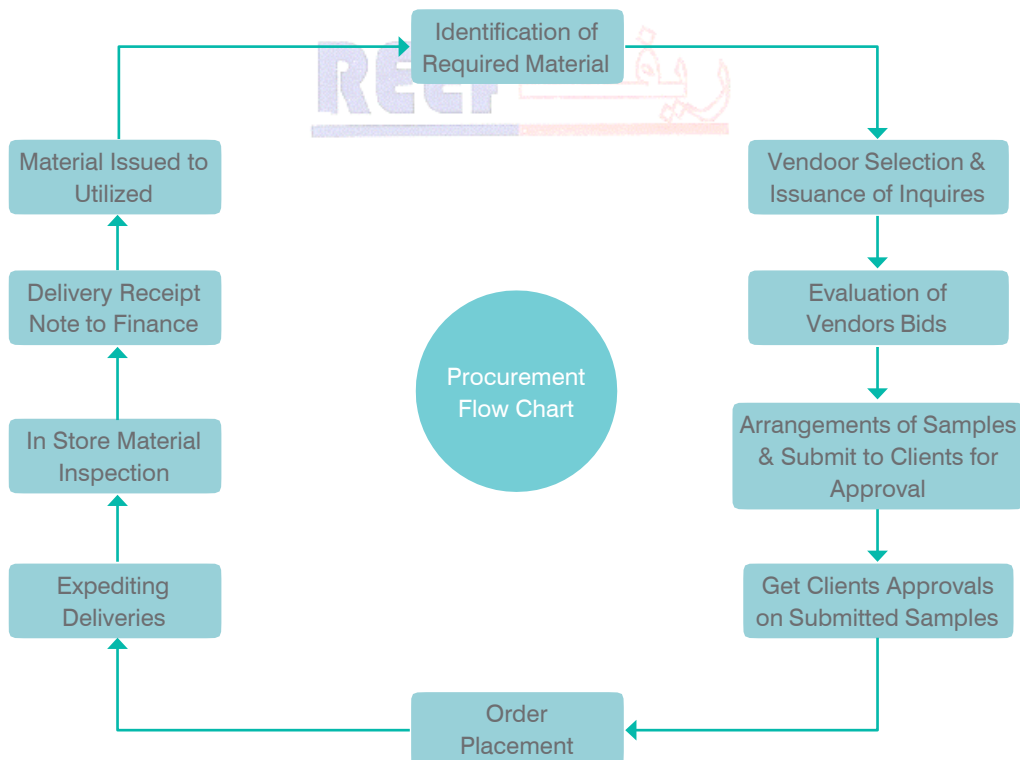 Identification of
Required Material
REEF ريف
Vendoor Selection &
Issuance of Inquires
Evaluation of
Vendors Bids
Arrangements of Samples
& Submit to Clients for
Approval
Get Clients Approvals
on Submitted Samples
Order
Placement
Expediting
Deliveries
In Store Material
Inspection
Delivery Receipt
Note to Finance
Material Issued to
Utilized
Procurement
Flow Chart